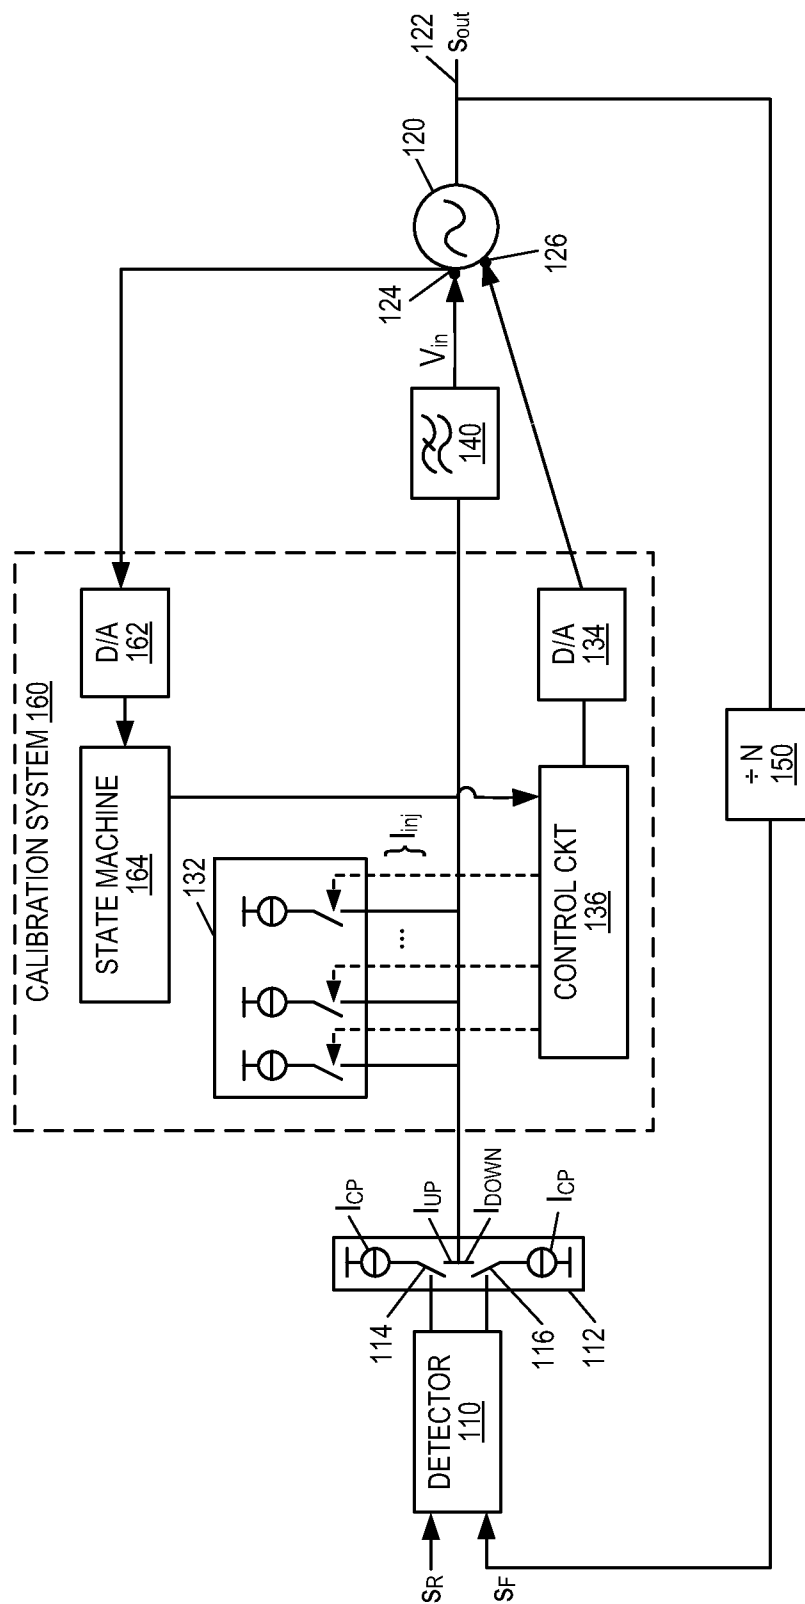 CALIBRATION SYSTEM 160
STATE MACHINE
164
D/A
162
132
I_inj
...
CONTROL CKT
136
D/A
134
S_R
S_F
DETECTOR
110
114
116
112
I_CP
I_UP
I_DOWN
I_CP
140
V_in
124
126
120
122
S_out
÷ N
150